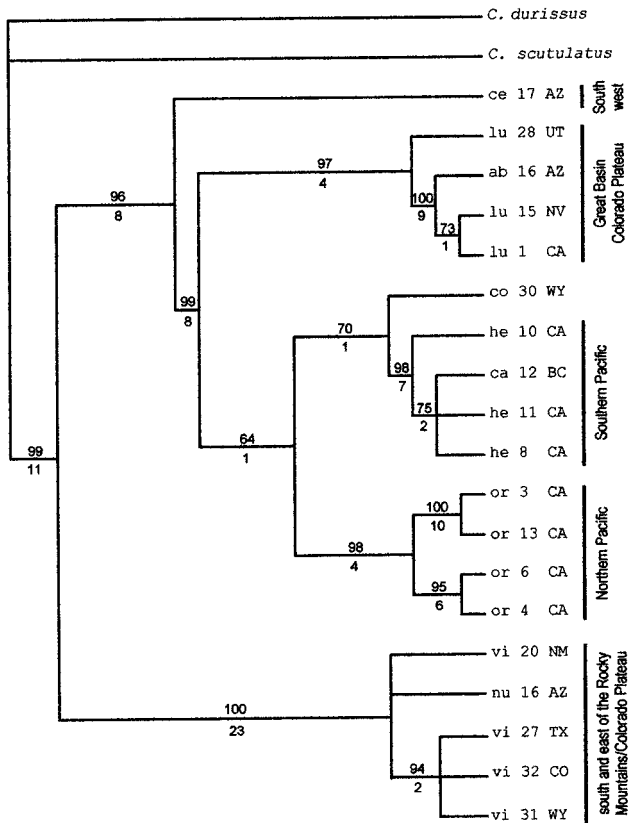 C. durissus
C. scutulatus
ce 17 AZ
South
west
lu 28 UT
ab 16 AZ
lu 15 NV
lu 1 CA
Great Basin
Colorado Plateau
co 30 WY
he 10 CA
ca 12 BC
he 11 CA
he 8 CA
Southern Pacific
or 3 CA
or 13 CA
or 6 CA
or 4 CA
Northern Pacific
vi 20 NM
nu 16 AZ
vi 27 TX
vi 32 CO
vi 31 WY
south and east of the Rocky
Mountains/Colorado Plateau
97
4
100
9
73
1
96
8
99
8
70
1
98
7
75
2
64
1
99
11
100
10
98
4
95
6
100
23
94
2